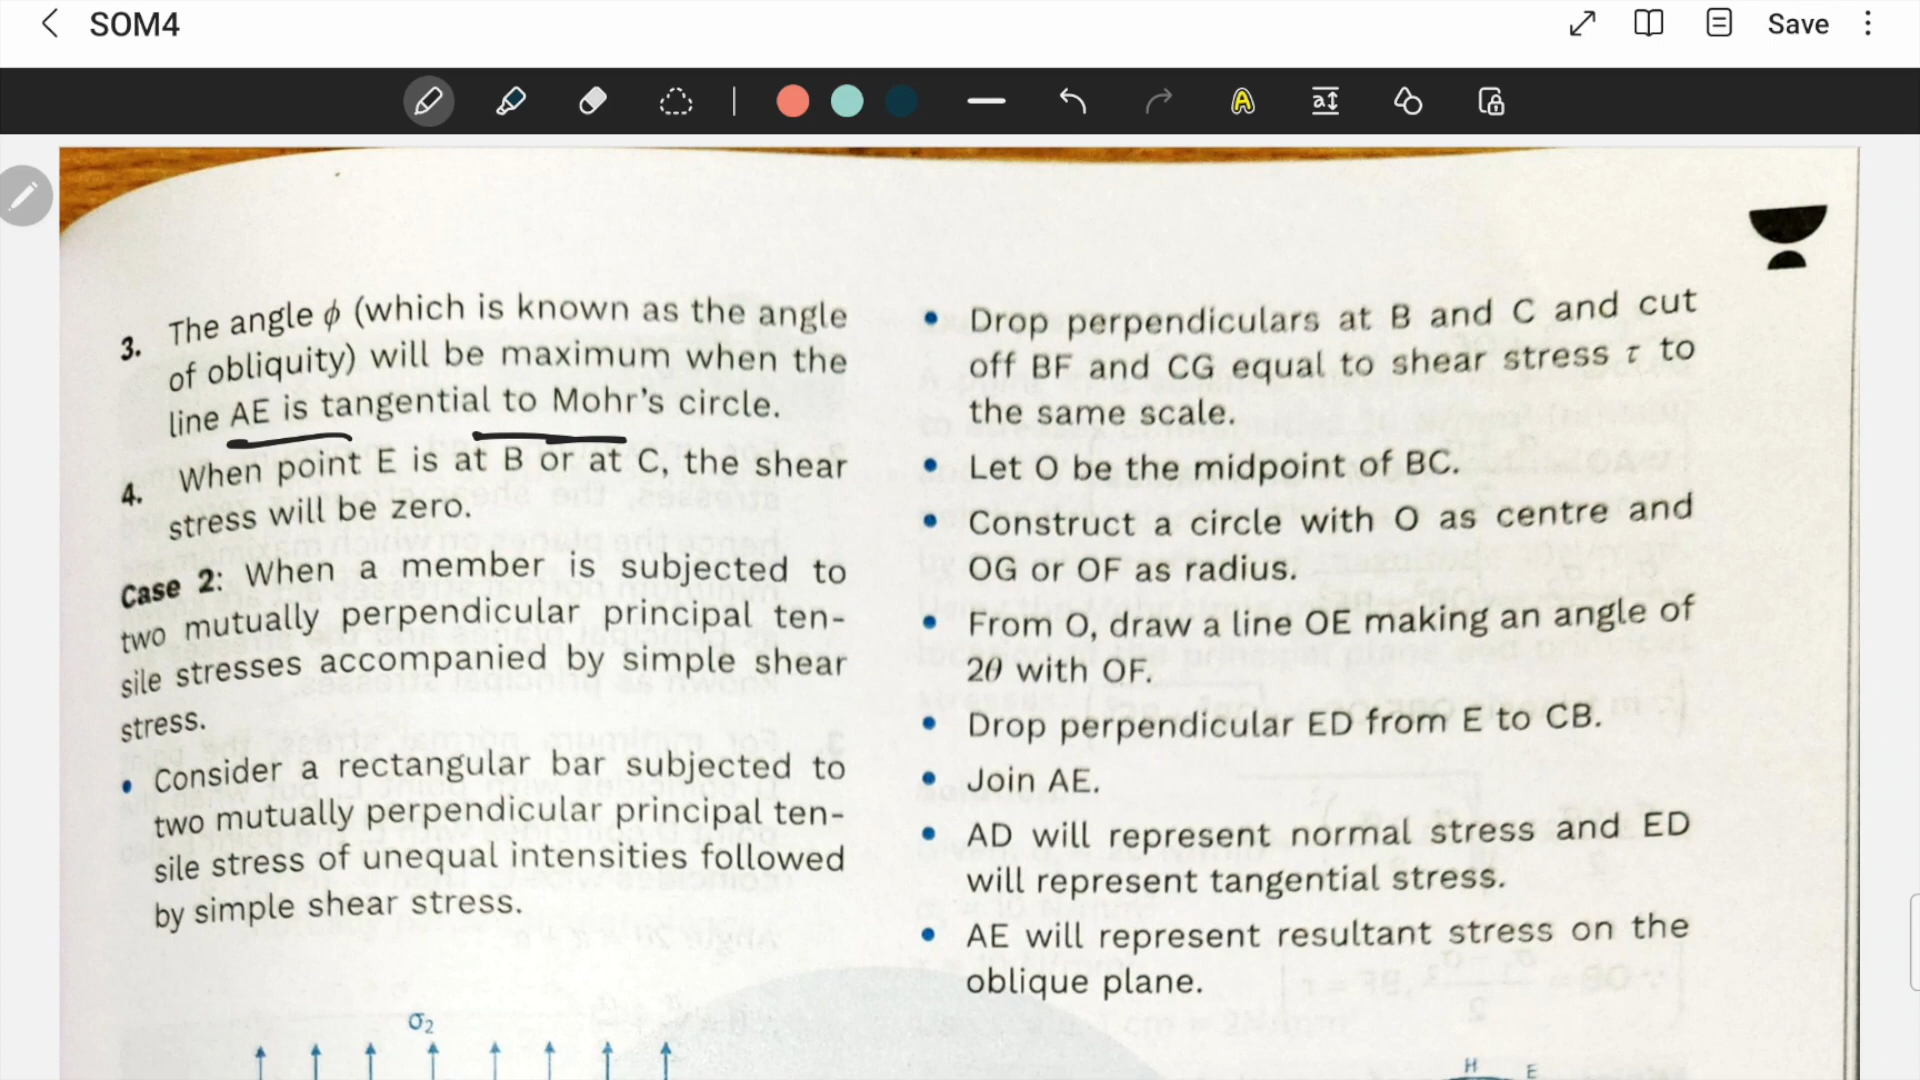 SOM4
Save
3. The angle ϕ (which is known as the angle
of obliquity) will be maximum when the
line AE is tangential to Mohr's circle.
4. When point E is at B or at C, the shear
stress will be zero.
Case 2: When a member is subjected to
two mutually perpendicular principal ten-
sile stresses accompanied by simple shear
stress.
• Consider a rectangular bar subjected to
two mutually perpendicular principal ten-
sile stress of unequal intensities followed
by simple shear stress.
σ2
• Drop perpendiculars at B and C and cut
off BF and CG equal to shear stress τ to
the same scale.
• Let O be the midpoint of BC.
• Construct a circle with O as centre and
OG or OF as radius.
• From O, draw a line OE making an angle of
2θ with OF.
• Drop perpendicular ED from E to CB.
• Join AE.
• AD will represent normal stress and ED
will represent tangential stress.
• AE will represent resultant stress on the
oblique plane.
H E